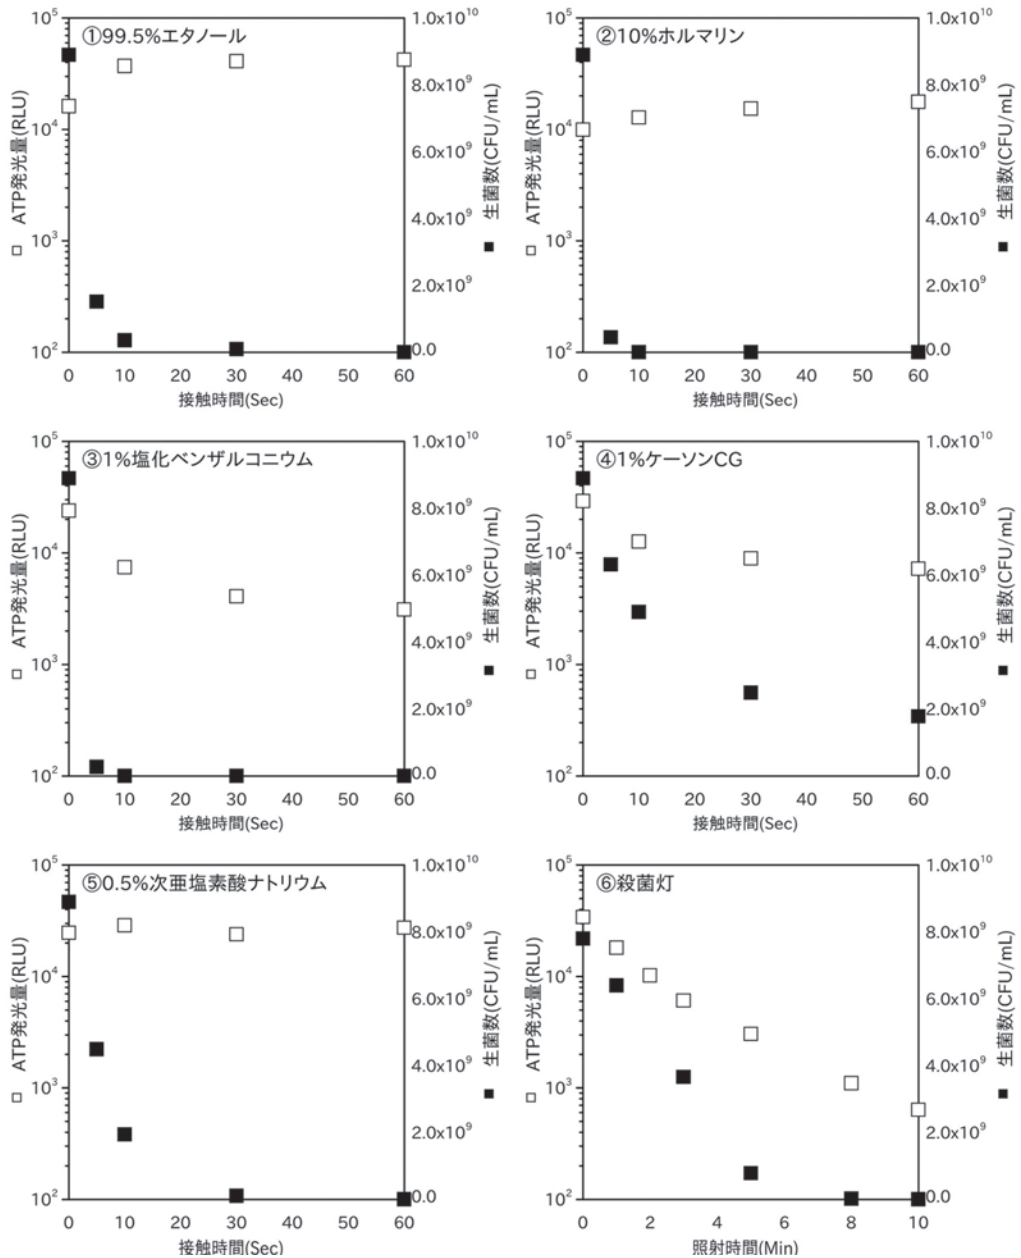 ①99.5%エタノール
10⁵
10⁴
10³
10²
1.0x10¹⁰
8.0x10⁹
6.0x10⁹
4.0x10⁹
2.0x10⁹
0.0
□ ATP発光量(RLU)
■ 生菌数(CFU/mL)
0 10 20 30 40 50 60
接触時間(Sec)
②10%ホルマリン
10⁵
10⁴
10³
10²
1.0x10¹⁰
8.0x10⁹
6.0x10⁹
4.0x10⁹
2.0x10⁹
0.0
□ ATP発光量(RLU)
■ 生菌数(CFU/mL)
0 10 20 30 40 50 60
接触時間(Sec)
③1%塩化ベンザルコニウム
10⁵
10⁴
10³
10²
1.0x10¹⁰
8.0x10⁹
6.0x10⁹
4.0x10⁹
2.0x10⁹
0.0
□ ATP発光量(RLU)
■ 生菌数(CFU/mL)
0 10 20 30 40 50 60
接触時間(Sec)
④1%ケーソンCG
10⁵
10⁴
10³
10²
1.0x10¹⁰
8.0x10⁹
6.0x10⁹
4.0x10⁹
2.0x10⁹
0.0
□ ATP発光量(RLU)
■ 生菌数(CFU/mL)
0 10 20 30 40 50 60
接触時間(Sec)
⑤0.5%次亜塩素酸ナトリウム
10⁵
10⁴
10³
10²
1.0x10¹⁰
8.0x10⁹
6.0x10⁹
4.0x10⁹
2.0x10⁹
0.0
□ ATP発光量(RLU)
■ 生菌数(CFU/mL)
0 10 20 30 40 50 60
接触時間(Sec)
⑥殺菌灯
10⁵
10⁴
10³
10²
1.0x10¹⁰
8.0x10⁹
6.0x10⁹
4.0x10⁹
2.0x10⁹
0.0
□ ATP発光量(RLU)
■ 生菌数(CFU/mL)
0 2 4 6 8 10
照射時間(Min)